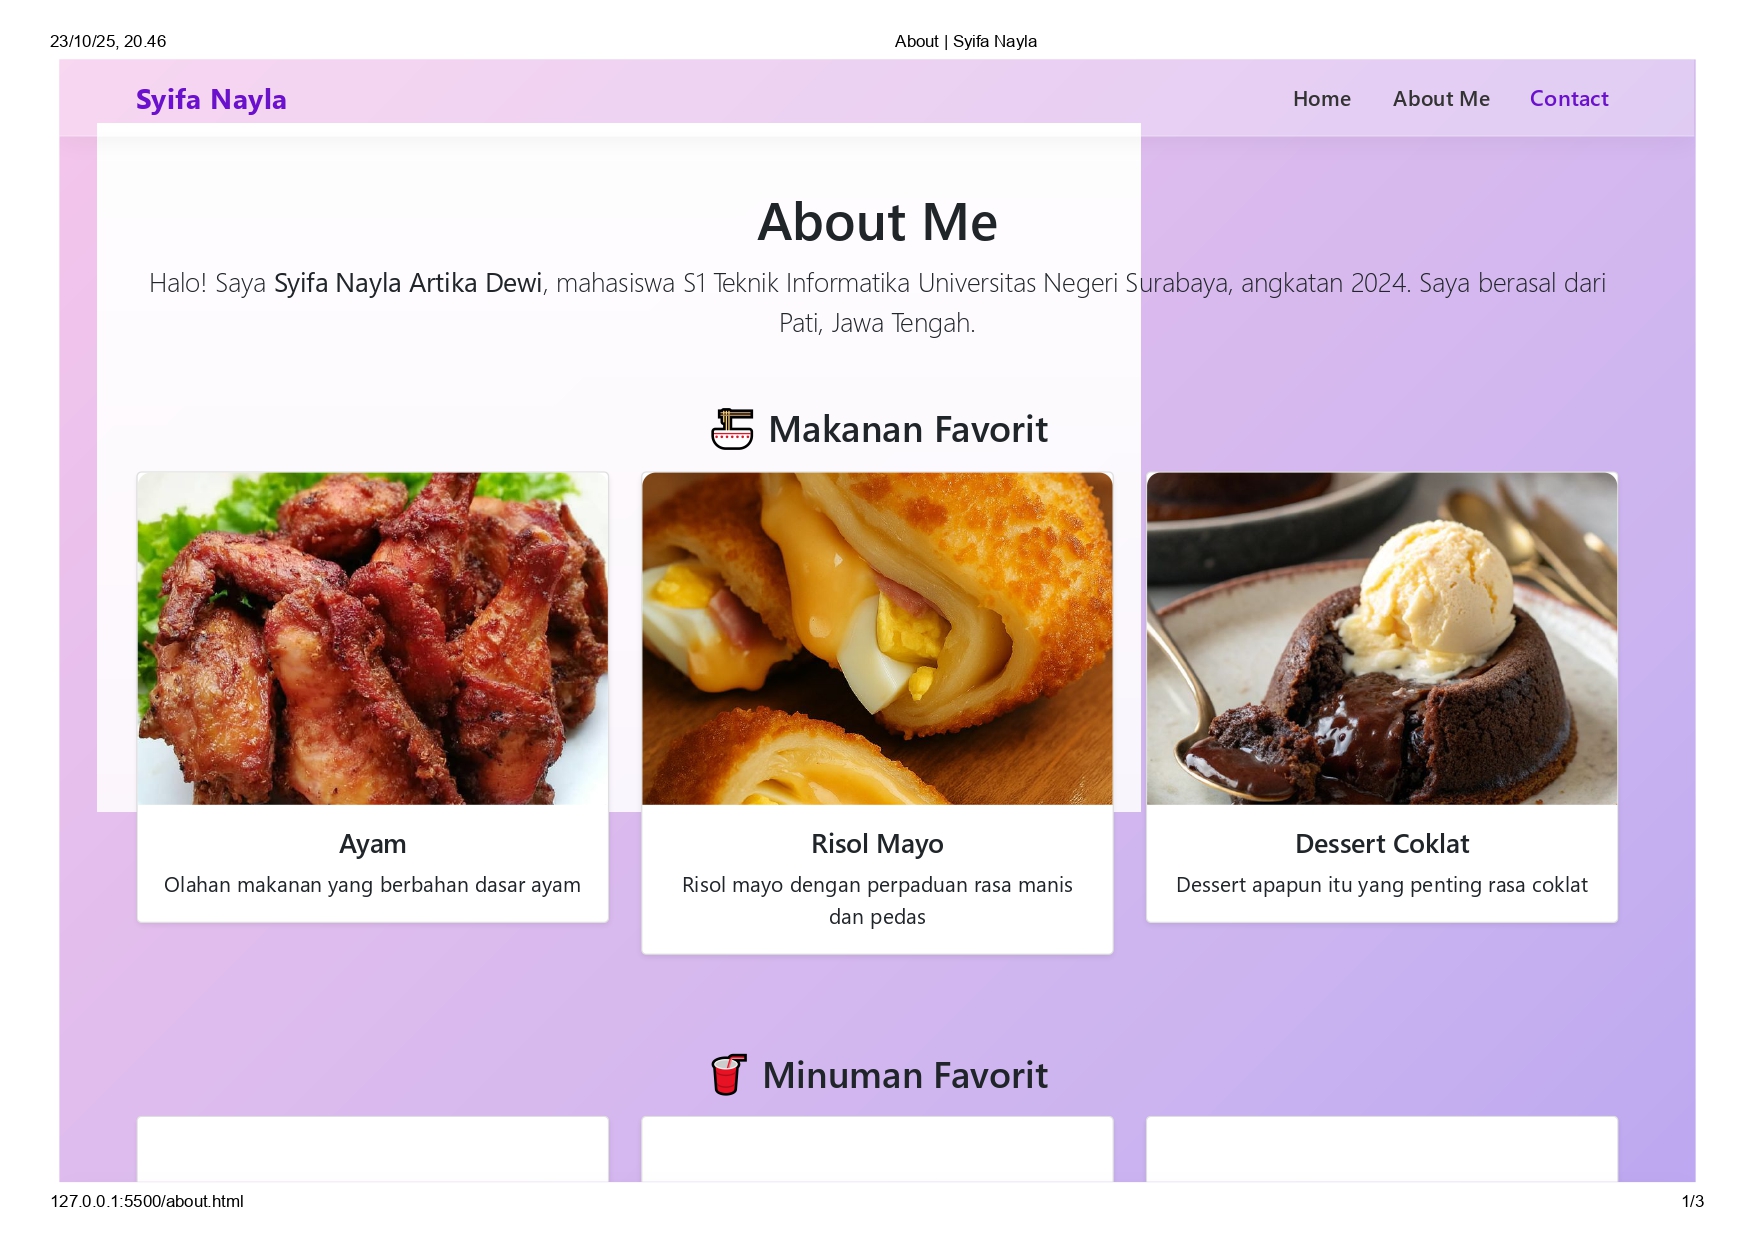 23/10/25, 20.46
About | Syifa Nayla
Syifa Nayla
Home
About Me
Contact
About Me
Halo! Saya Syifa Nayla Artika Dewi, mahasiswa S1 Teknik Informatika Universitas Negeri Surabaya, angkatan 2024. Saya berasal dari
Pati, Jawa Tengah.
🍜 Makanan Favorit
Ayam
Olahan makanan yang berbahan dasar ayam
Risol Mayo
Risol mayo dengan perpaduan rasa manis
dan pedas
Dessert Coklat
Dessert apapun itu yang penting rasa coklat
🥤 Minuman Favorit
127.0.0.1:5500/about.html
1/3